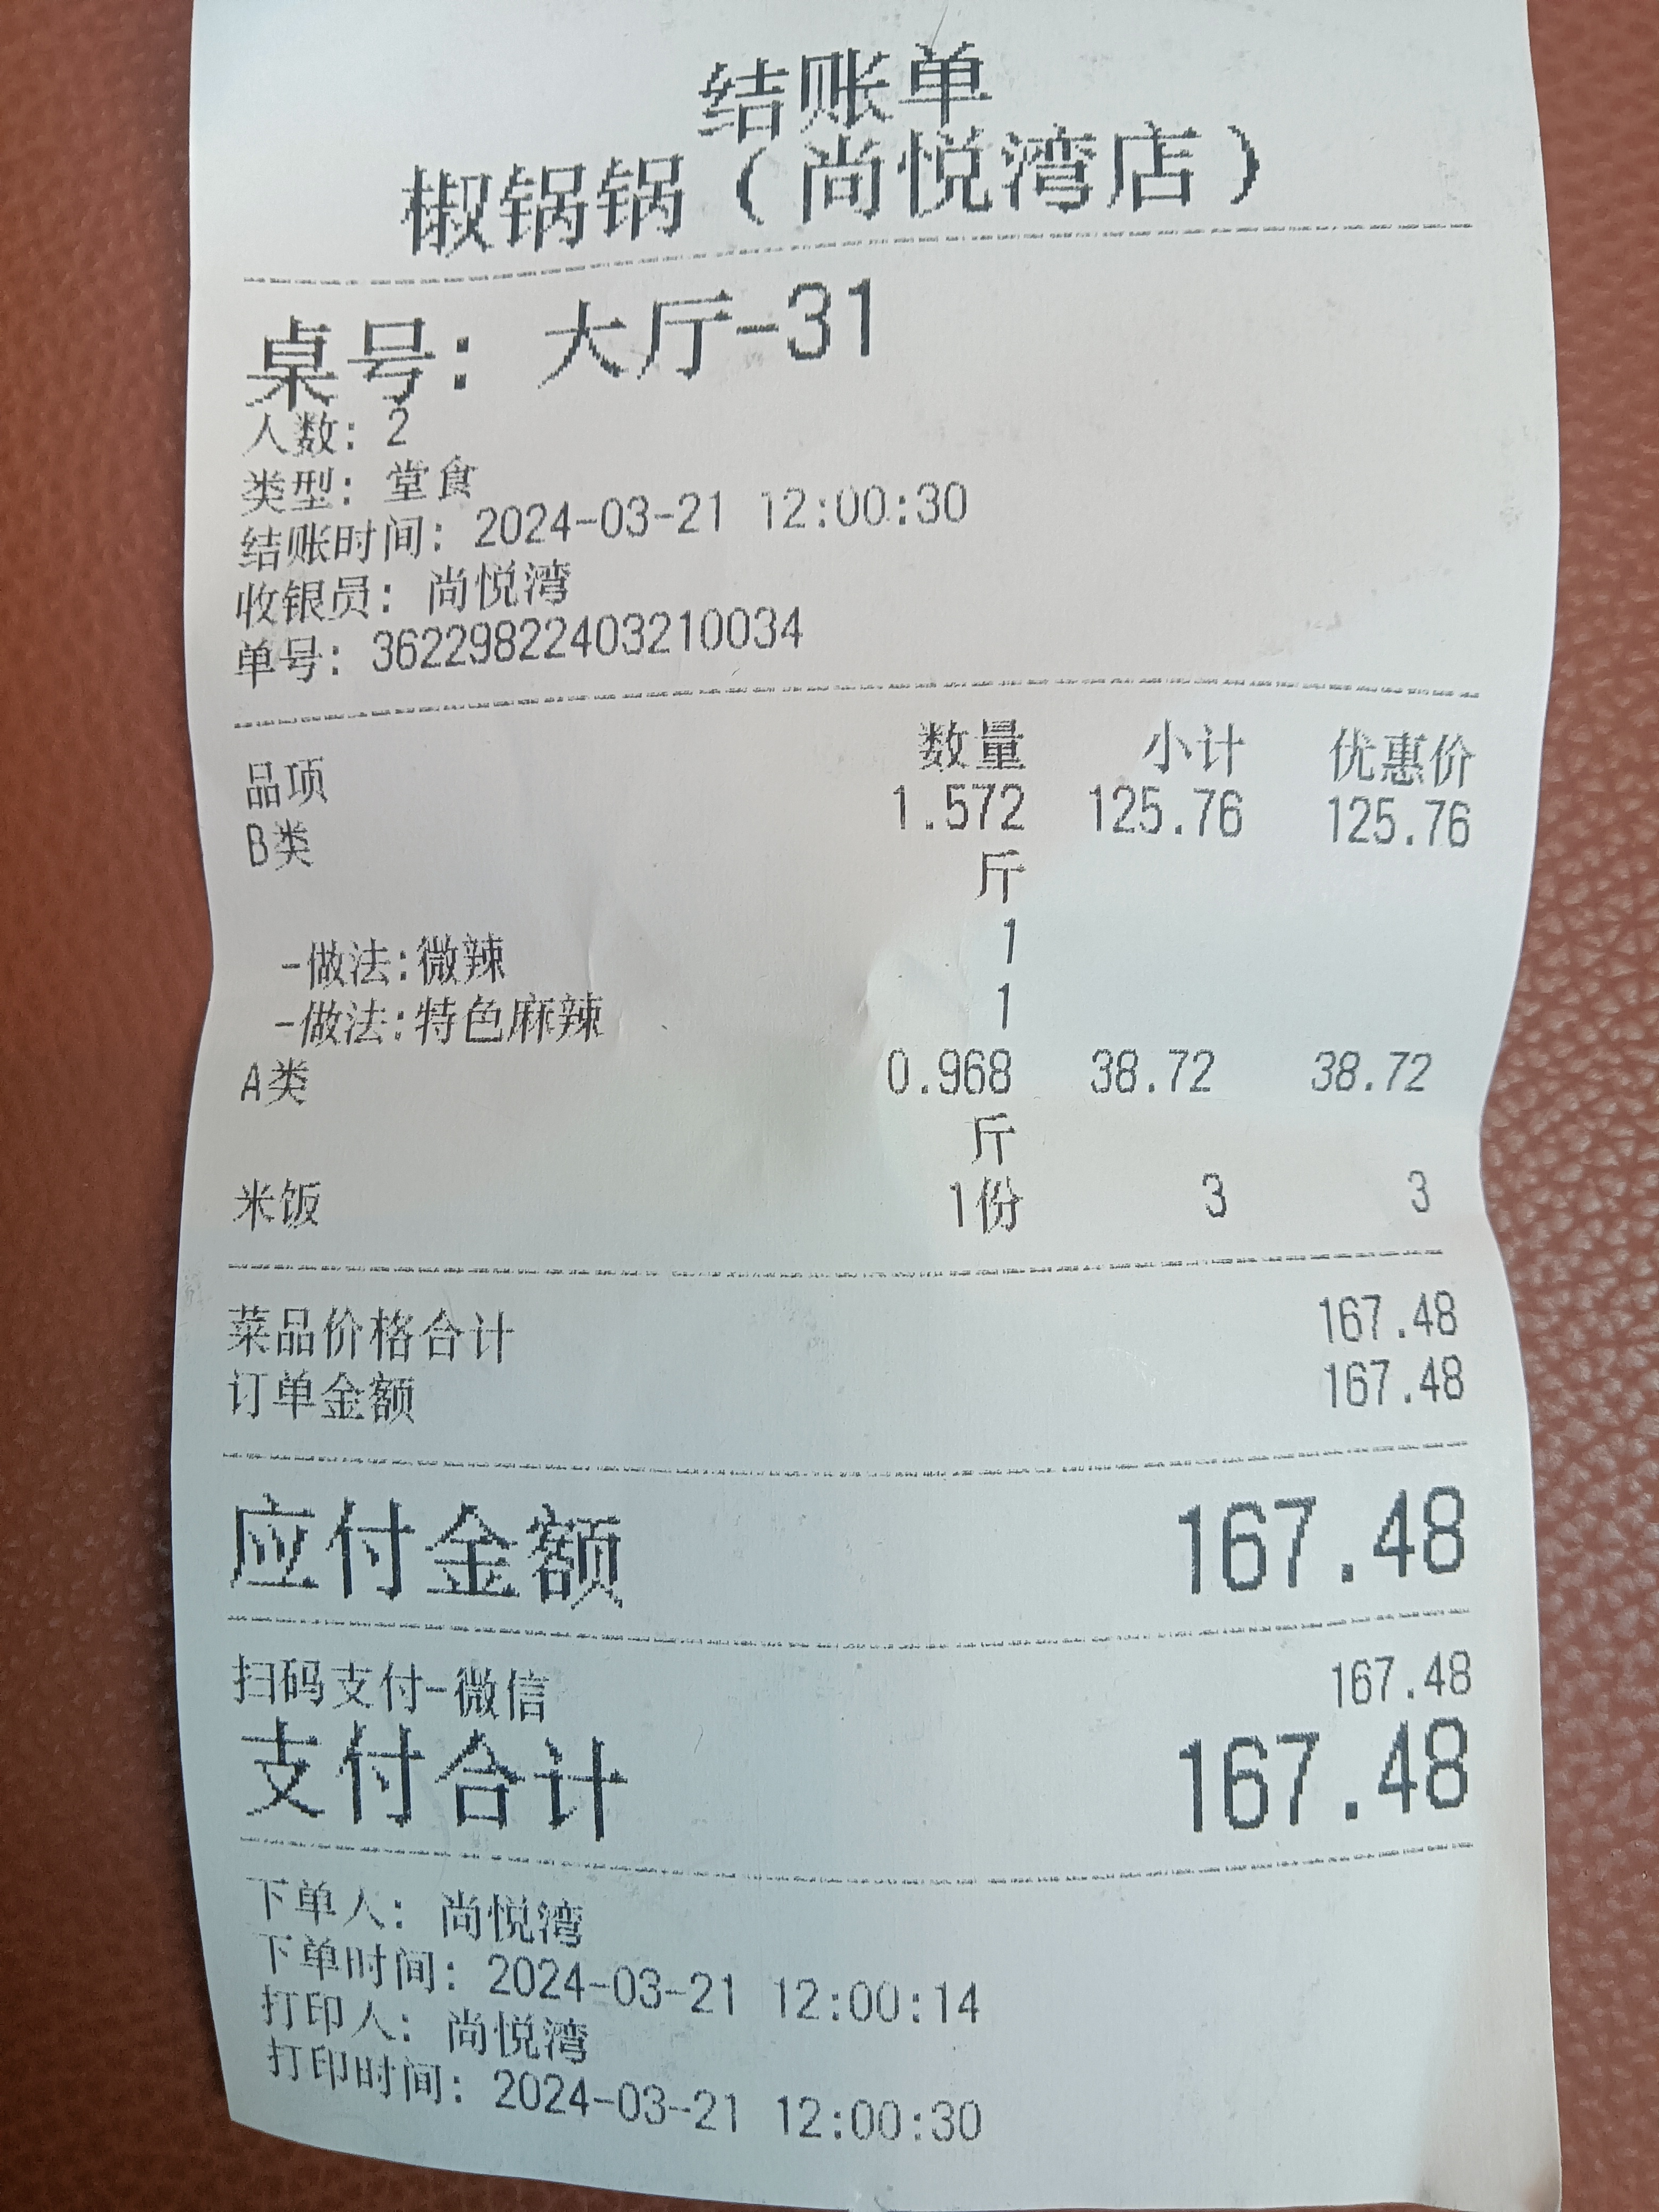 结账单
椒锅锅(尚悦湾店)
桌号: 大厅-31
人数: 2
类型: 堂食
结账时间: 2024-03-21 12:00:30
收银员: 尚悦湾
单号: 36229822403210034
品项 数量 小计 优惠价
B类 1.572 125.76 125.76
斤
-做法:微辣 1
-做法:特色麻辣 1
A类 0.968 38.72 38.72
斤
米饭 1份 3 3
菜品价格合计 167.48
订单金额 167.48
应付金额 167.48
扫码支付-微信 167.48
支付合计 167.48
下单人: 尚悦湾
下单时间: 2024-03-21 12:00:14
打印人: 尚悦湾
打印时间: 2024-03-21 12:00:30